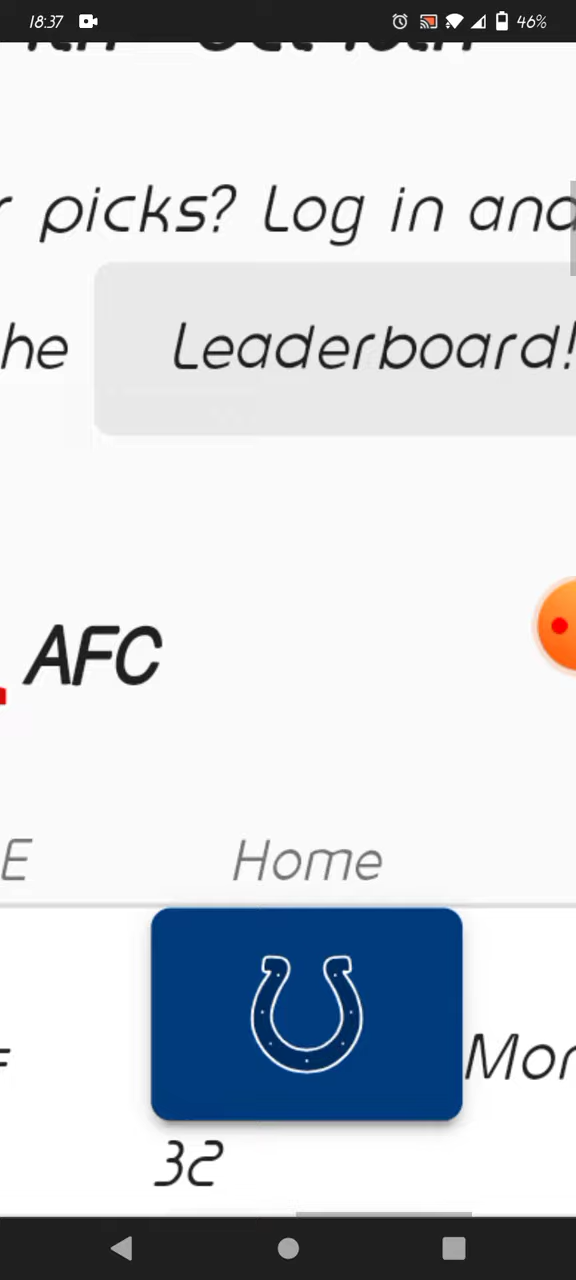 18:37 46%
r picks? Log in and
he Leaderboard!
AFC
E Home
Mor
32